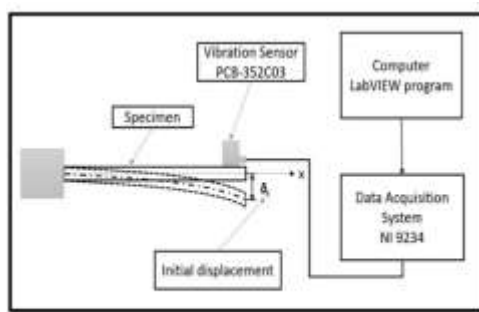 Vibration Sensor
PCB-352C03
Computer
LabVIEW program
Specimen
x
Data Acquisition
System
NI 9234
Initial displacement